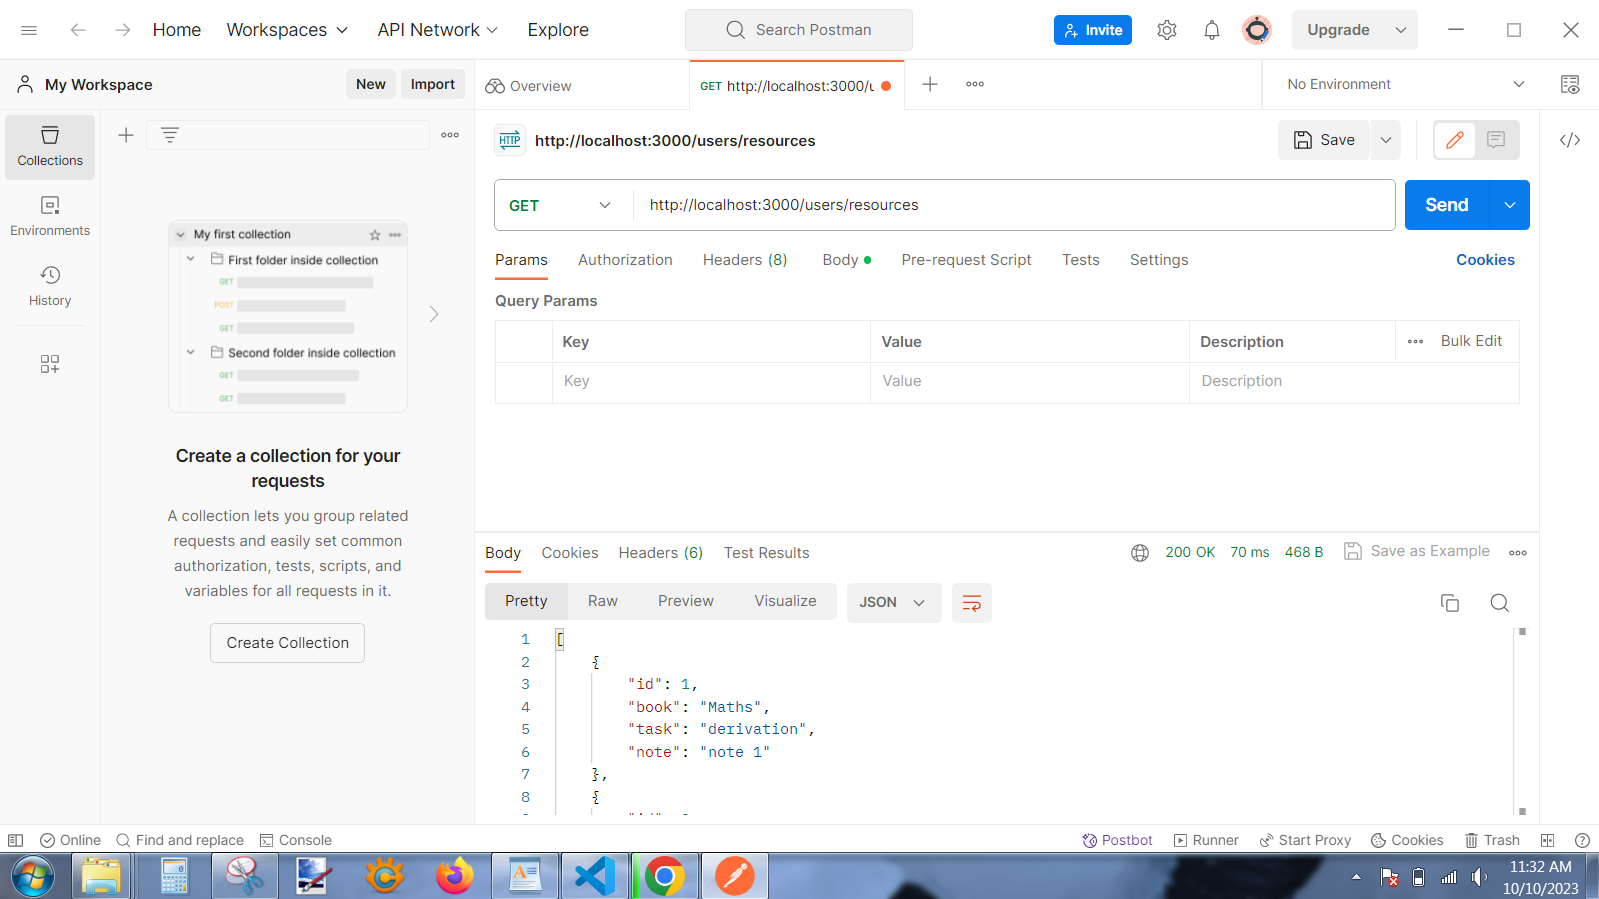 Home
Workspaces
API Network
Explore
Search Postman
Invite
Upgrade
My Workspace
New
Import
Overview
GET http://localhost:3000/u
No Environment
Collections
Environments
History
My first collection
First folder inside collection
GET
POST
GET
Second folder inside collection
GET
GET
Create a collection for your
requests
A collection lets you group related
requests and easily set common
authorization, tests, scripts, and
variables for all requests in it.
Create Collection
HTTP http://localhost:3000/users/resources
Save
GET
http://localhost:3000/users/resources
Send
Params
Authorization
Headers (8)
Body
Pre-request Script
Tests
Settings
Cookies
Query Params
Key
Value
Description
Bulk Edit
Key
Value
Description
Body
Cookies
Headers (6)
Test Results
200 OK
70 ms
468 B
Save as Example
Pretty
Raw
Preview
Visualize
JSON
1 [
2 {
3 "id": 1,
4 "book": "Maths",
5 "task": "derivation",
6 "note": "note 1"
7 },
8 {
Online
Find and replace
Console
Postbot
Runner
Start Proxy
Cookies
Trash
11:32 AM
10/10/2023